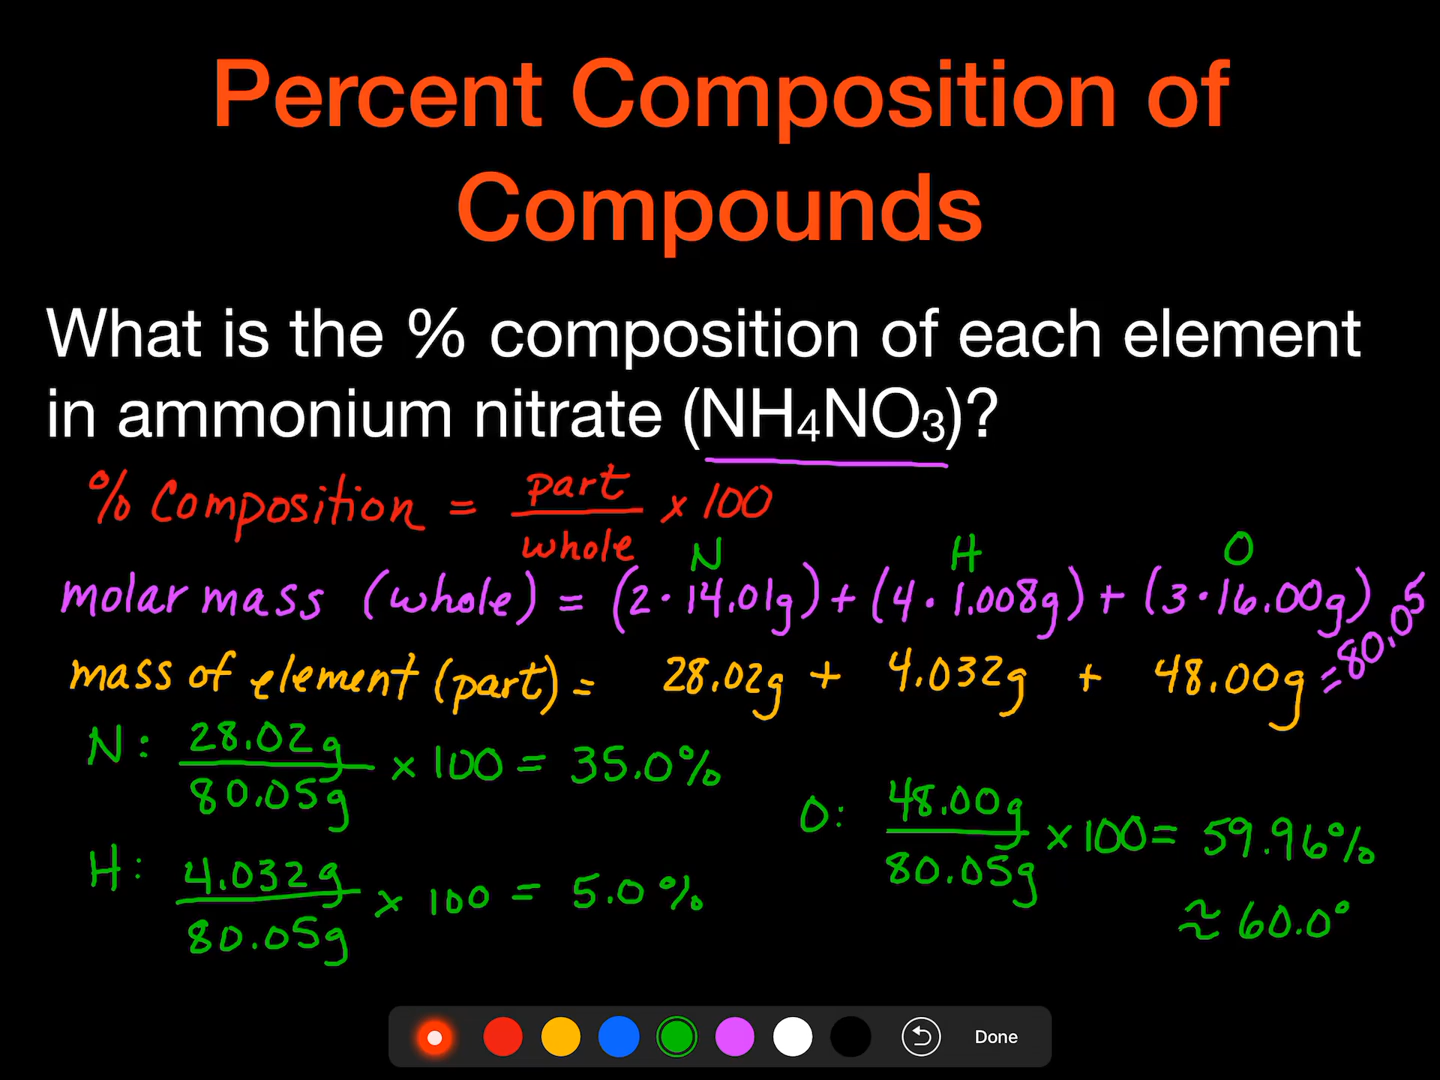 Percent Composition of
Compounds
What is the % composition of each element
in ammonium nitrate (NH₄NO₃)?
% Composition = part/whole x 100
N H O
molar mass (whole) = (2·14.01g) + (4·1.008g) + (3·16.00g) = 80.05
mass of element (part) = 28.02g + 4.032g + 48.00g
N: 28.02g/80.05g x 100 = 35.0%
H: 4.032g/80.05g x 100 = 5.0%
O: 48.00g/80.05g x 100 = 59.96%
≈ 60.0°
Done